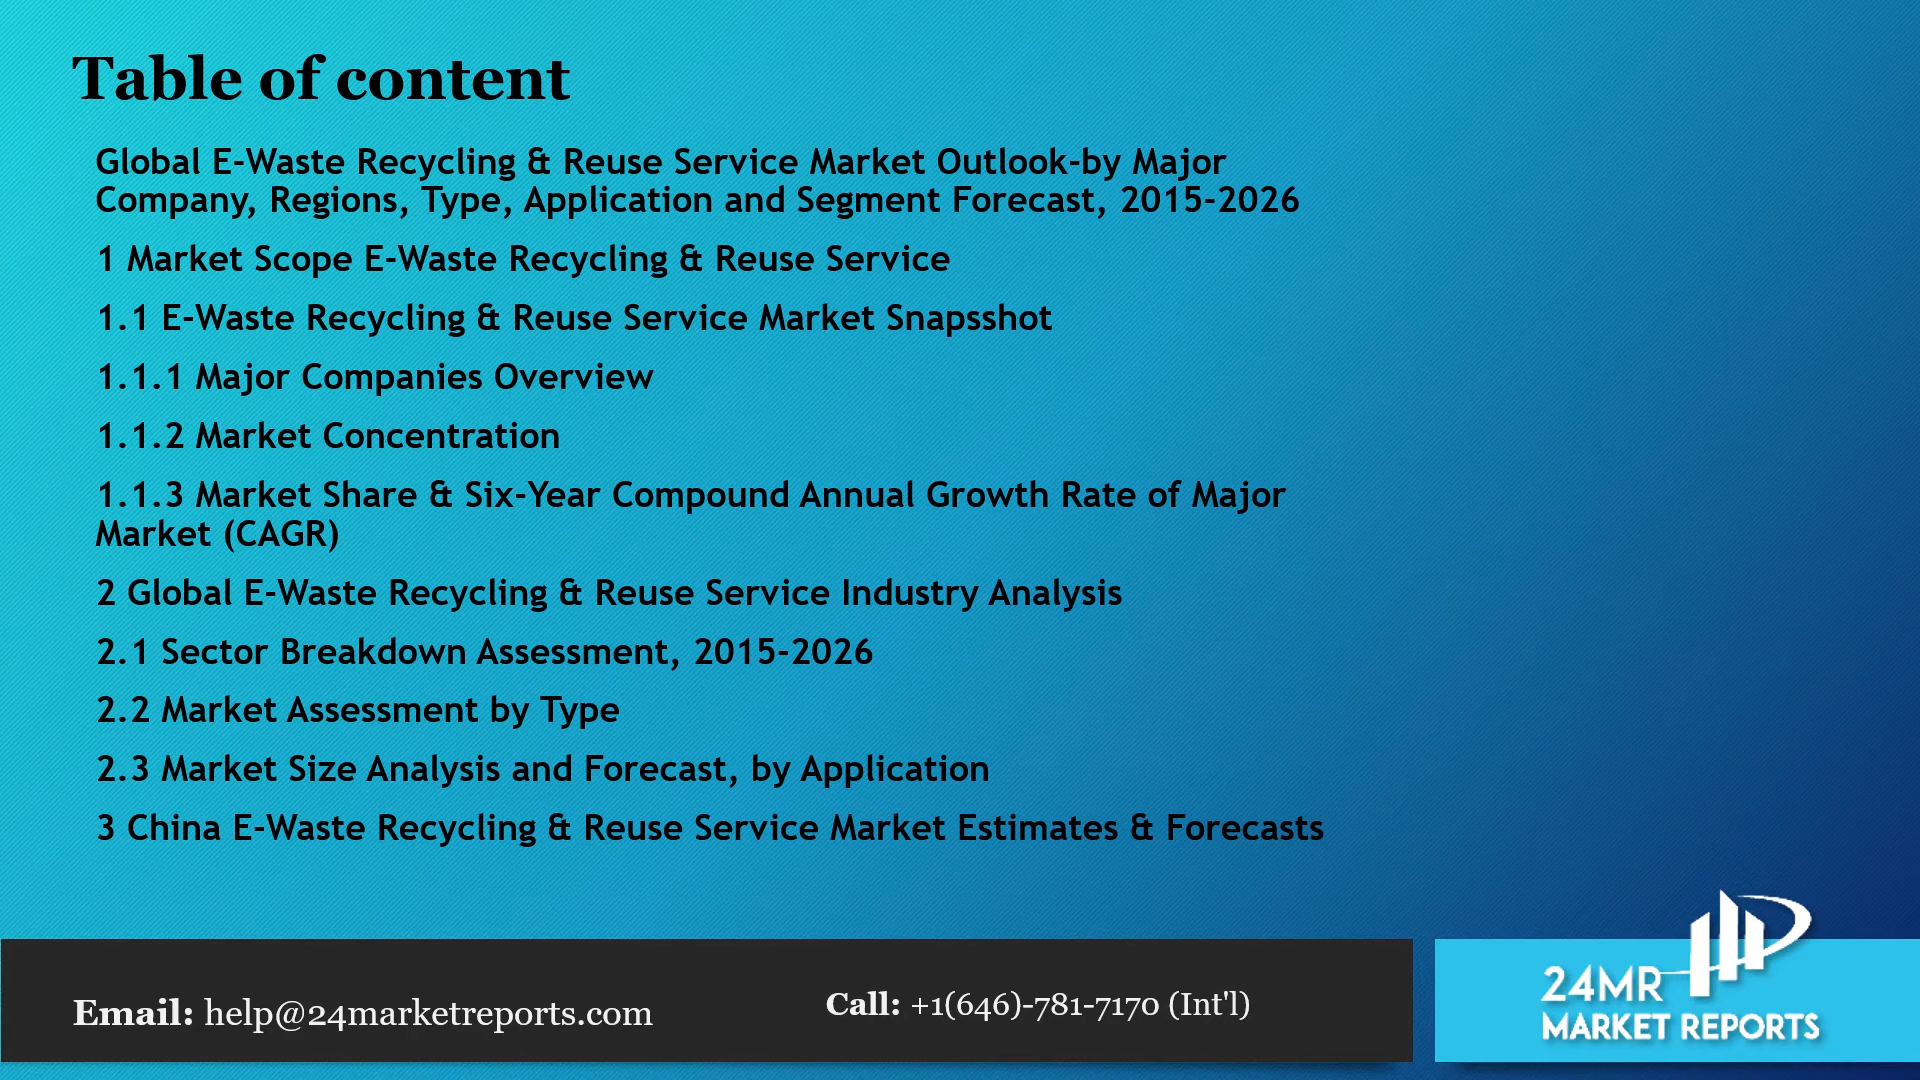 Table of content
Global E-Waste Recycling & Reuse Service Market Outlook-by Major
Company, Regions, Type, Application and Segment Forecast, 2015-2026
1 Market Scope E-Waste Recycling & Reuse Service
1.1 E-Waste Recycling & Reuse Service Market Snapsshot
1.1.1 Major Companies Overview
1.1.2 Market Concentration
1.1.3 Market Share & Six-Year Compound Annual Growth Rate of Major
Market (CAGR)
2 Global E-Waste Recycling & Reuse Service Industry Analysis
2.1 Sector Breakdown Assessment, 2015-2026
2.2 Market Assessment by Type
2.3 Market Size Analysis and Forecast, by Application
3 China E-Waste Recycling & Reuse Service Market Estimates & Forecasts
Email: help@24marketreports.com
Call: +1(646)-781-7170 (Int'l)
24MR
MARKET REPORTS